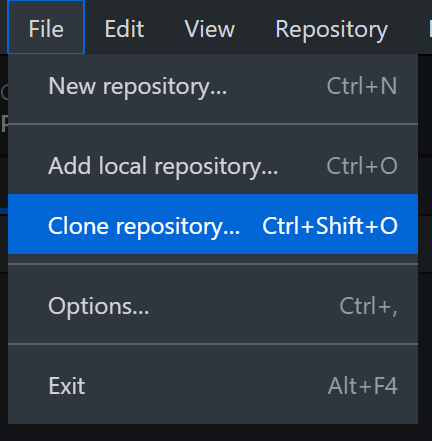 File Edit View Repository
New repository... Ctrl+N
Add local repository... Ctrl+O
Clone repository... Ctrl+Shift+O
Options... Ctrl+,
Exit Alt+F4